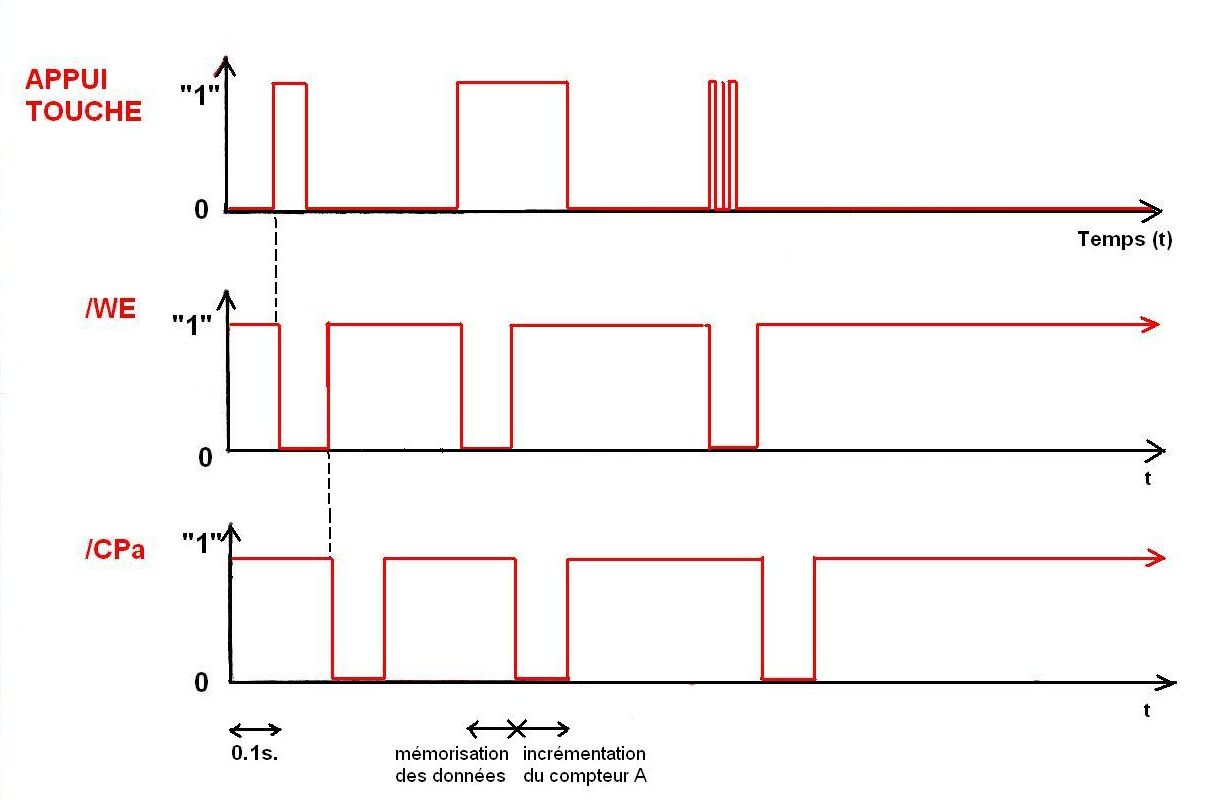 APPUI
TOUCHE
"1"
0
Temps (t)
/WE
"1"
0
t
/CPa
"1"
0
t
0.1s.
mémorisation
des données
incrémentation
du compteur A